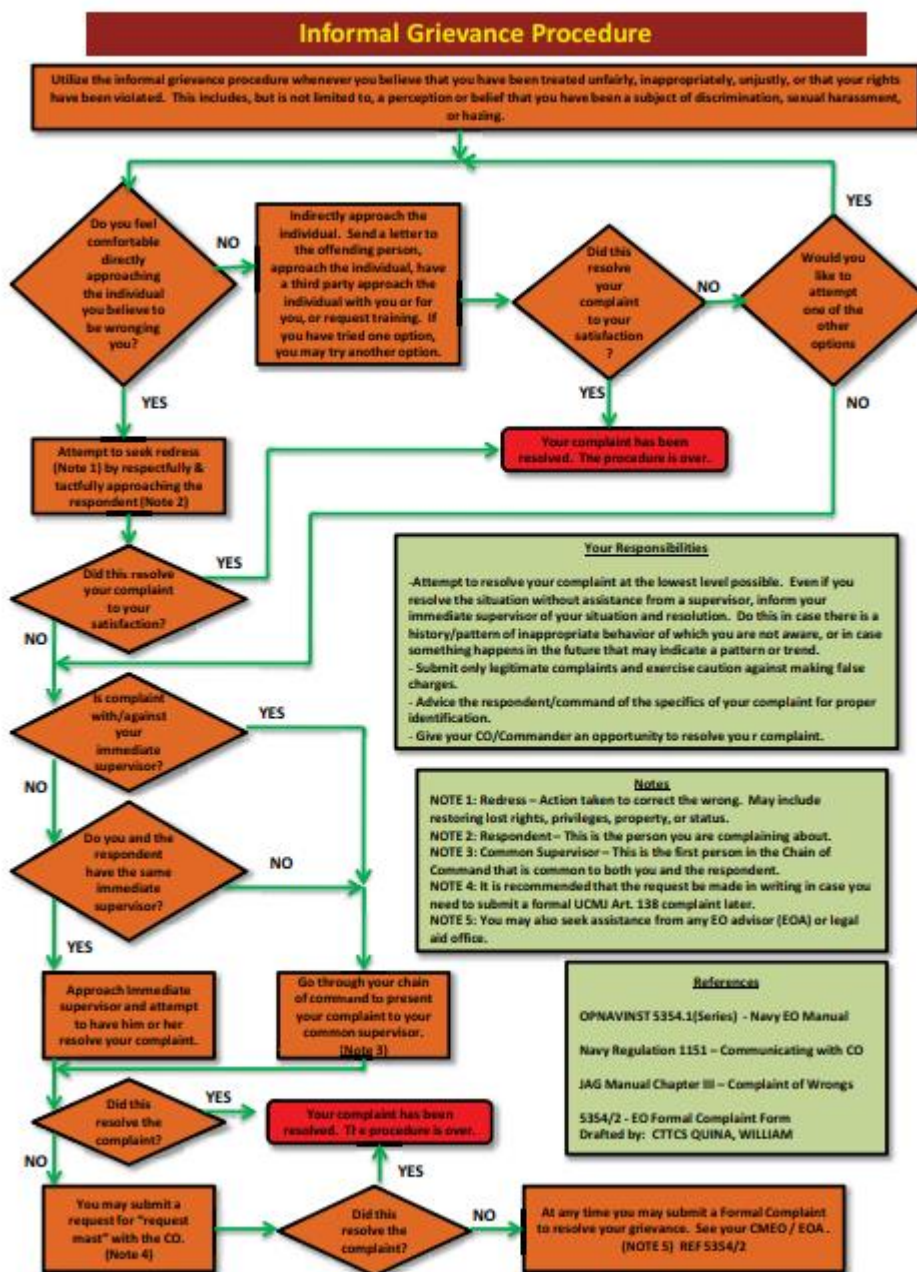 Informal Grievance Procedure
Utilize the informal grievance procedure whenever you believe that you have been treated unfairly, inappropriately, unjustly, or that your rights
have been violated. This includes, but is not limited to, a perception or belief that you have been a subject of discrimination, sexual harassment,
or hazing.
Do you feel
comfortable
directly
approaching
the individual
you believe to
be wronging
you?
NO
Indirectly approach the
individual. Send a letter to
the offending person,
approach the individual, have
a third party approach the
individual with you or for
you, or request training. If
you have tried one option,
you may try another option.
Did this
resolve
your
complaint
to your
satisfaction
?
NO
Would you
like to
attempt
one of the
other
options
YES
NO
YES
YES
Your complaint has been
resolved. The procedure is over.
Attempt to seek redress
(Note 1) by respectfully &
tactfully approaching the
respondent (Note 2)
Did this resolve
your complaint
to your
satisfaction?
YES
NO
Is complaint
with/against
your
immediate
supervisor?
YES
NO
Do you and the
respondent
have the same
immediate
supervisor?
NO
YES
Approach Immediate
supervisor and attempt
to have him or her
resolve your complaint.
Go through your chain
of command to present
your complaint to your
common supervisor.
(Note 3)
Did this
resolve the
complaint?
YES
Your complaint has been
resolved. The procedure is over.
NO
You may submit a
request for "request
mast" with the CO.
(Note 4)
Did this
resolve the
complaint?
YES
NO
At any time you may submit a Formal Complaint
to resolve your grievance. See your CMEO / EOA .
(NOTE 5) REF 5354/2
Your Responsibilities
-Attempt to resolve your complaint at the lowest level possible. Even if you
resolve the situation without assistance from a supervisor, inform your
immediate supervisor of your situation and resolution. Do this in case there is a
history/pattern of inappropriate behavior of which you are not aware, or in case
something happens in the future that may indicate a pattern or trend.
- Submit only legitimate complaints and exercise caution against making false
charges.
- Advice the respondent/command of the specifics of your complaint for proper
identification.
- Give your CO/Commander an opportunity to resolve you r complaint.
Notes
NOTE 1: Redress – Action taken to correct the wrong. May include
restoring lost rights, privileges, property, or status.
NOTE 2: Respondent – This is the person you are complaining about.
NOTE 3: Common Supervisor – This is the first person in the Chain of
Command that is common to both you and the respondent.
NOTE 4: It is recommended that the request be made in writing in case you
need to submit a formal UCMJ Art. 138 complaint later.
NOTE 5: You may also seek assistance from any EO advisor (EOA) or legal
aid office.
References
OPNAVINST 5354.1(Series) - Navy EO Manual
Navy Regulation 1151 – Communicating with CO
JAG Manual Chapter III – Complaint of Wrongs
5354/2 - EO Formal Complaint Form
Drafted by: CTTCS QUINA, WILLIAM